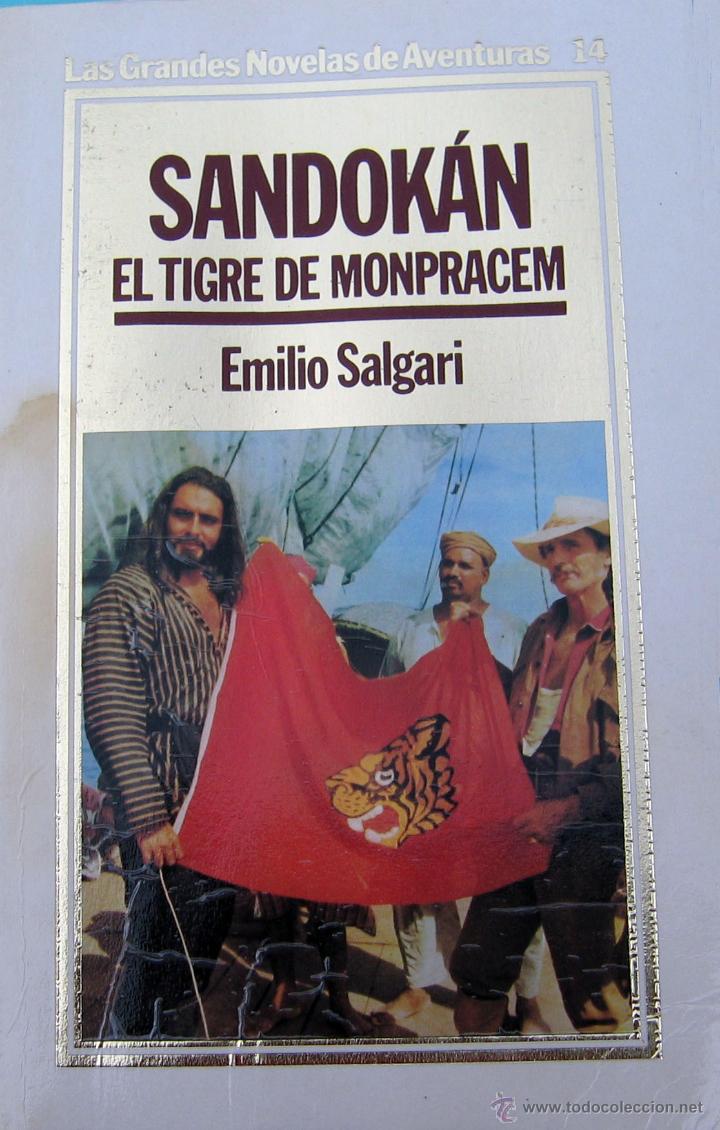 Las Grandes Novelas de Aventuras 14
SANDOKÁN
EL TIGRE DE MONPRACEM
Emilio Salgari
www.todocoleccion.net